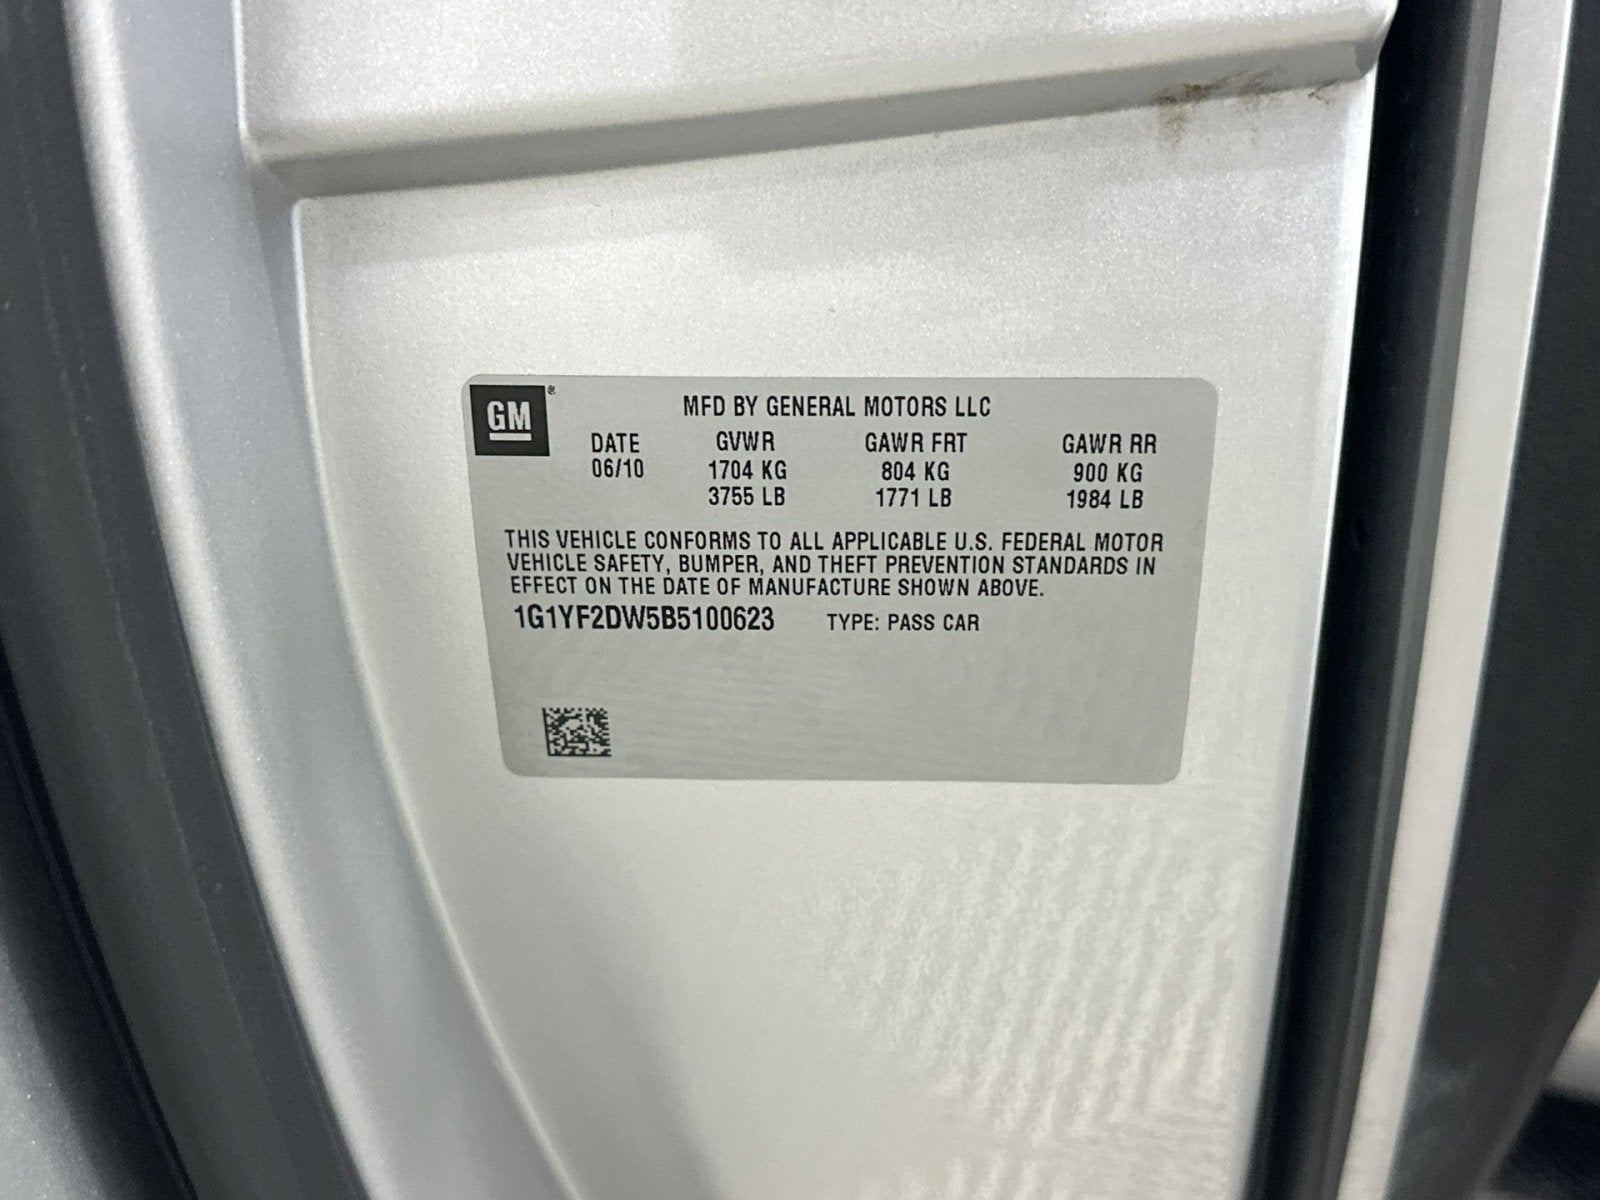 GM®
MFD BY GENERAL MOTORS LLC
DATE GVWR GAWR FRT GAWR RR
06/10 1704 KG 804 KG 900 KG
3755 LB 1771 LB 1984 LB
THIS VEHICLE CONFORMS TO ALL APPLICABLE U.S. FEDERAL MOTOR
VEHICLE SAFETY, BUMPER, AND THEFT PREVENTION STANDARDS IN
EFFECT ON THE DATE OF MANUFACTURE SHOWN ABOVE.
1G1YF2DW5B5100623 TYPE: PASS CAR